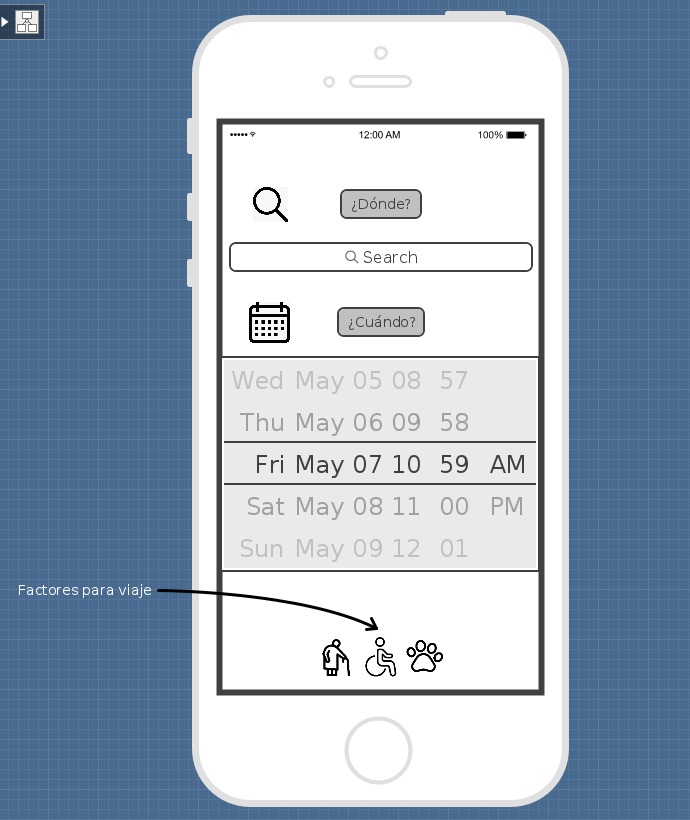 12:00 AM
100%
¿Dónde?
Search
¿Cuándo?
Wed May 05 08 57
Thu May 06 09 58
Fri May 07 10 59 AM
Sat May 08 11 00 PM
Sun May 09 12 01
Factores para viaje